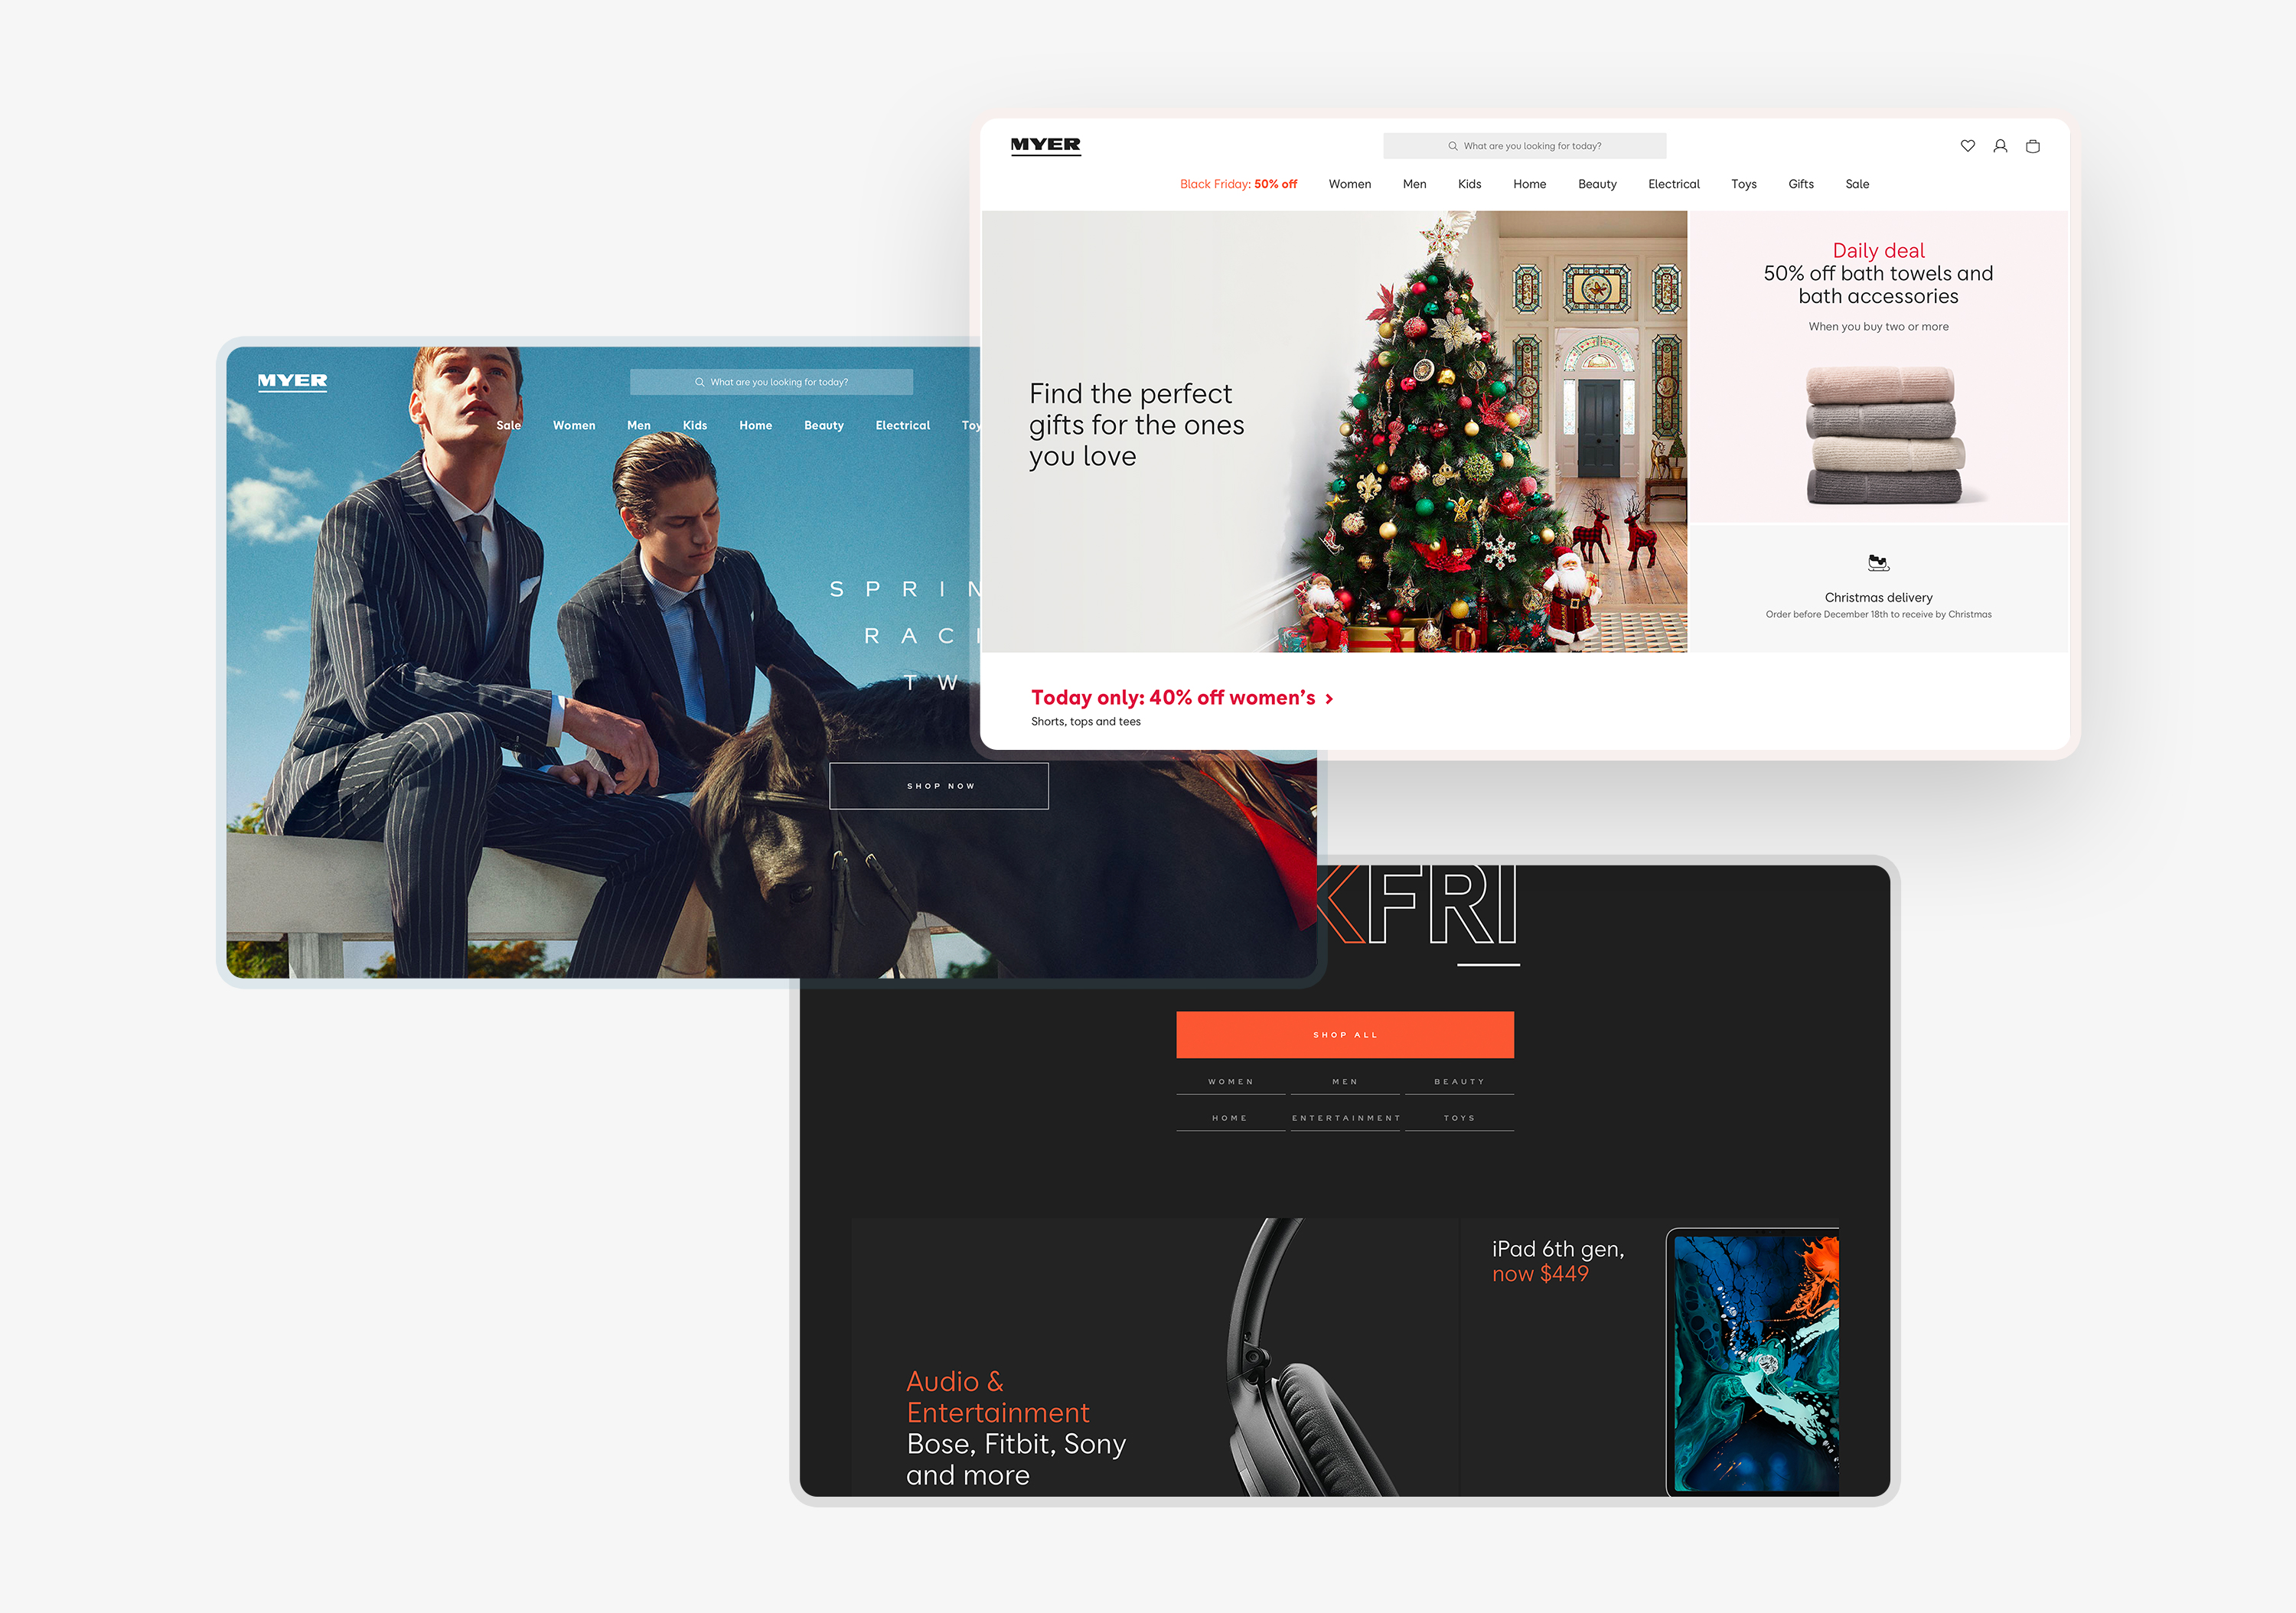 MYER
What are you looking for today?
Black Friday: 50% off Women Men Kids Home Beauty Electrical Toys Gifts Sale
Find the perfect
gifts for the ones
you love
Daily deal
50% off bath towels and
bath accessories
When you buy two or more
Christmas delivery
Order before December 18th to receive by Christmas
Today only: 40% off women's >
Shorts, tops and tees
MYER
What are you looking for today?
Sale Women Men Kids Home Beauty Electrical Toy
SPRIN
RACI
TW
SHOP NOW
KFRI
SHOP ALL
WOMEN MEN BEAUTY
HOME ENTERTAINMENT TOYS
Audio &
Entertainment
Bose, Fitbit, Sony
and more
iPad 6th gen,
now $449